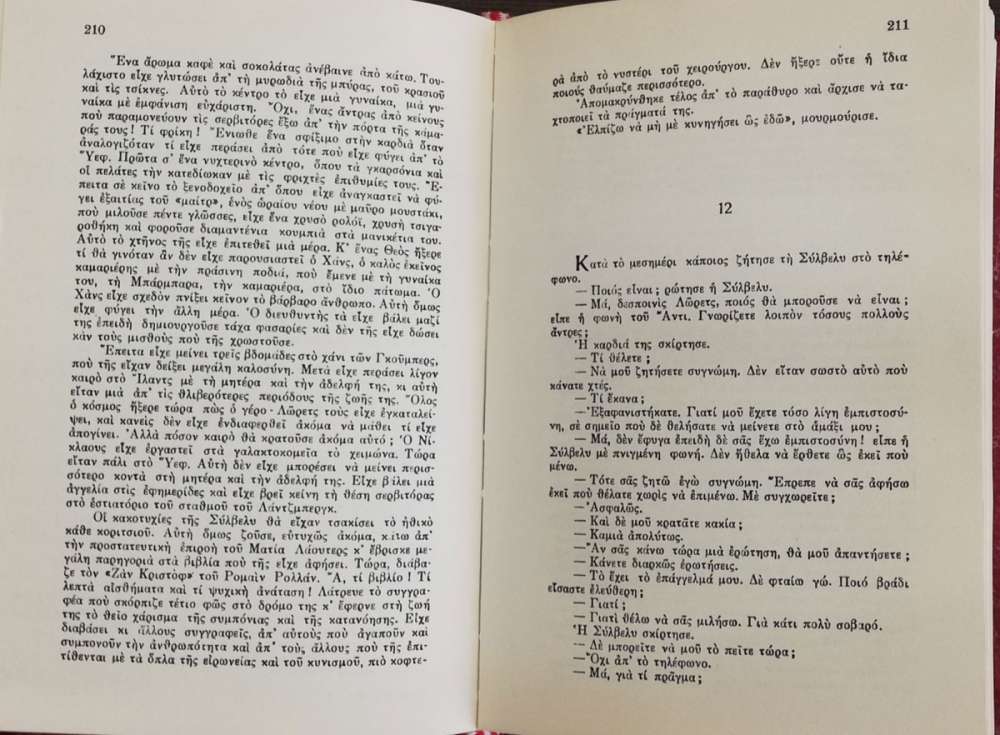 210
Ἕνα ἄρωμα καφὲ καὶ σοκολάτας ἀνέβαινε ἀπὸ κάτω. Του-
λάχιστο εἶχε γλυτώσει ἀπ' τὴ μυρωδιὰ τῆς μπύρας, τοῦ κρασιοῦ
καὶ τὶς τσίκνες. Αὐτὸ τὸ κέντρο τὸ εἶχε μιὰ γυναίκα, μιὰ γυ-
ναίκα μὲ ἐμφάνιση εὐχάριστη. Ὄχι, ἕνας ἄντρας ἀπὸ κείνους
ποὺ παραμονεύουν τὶς σερβιτόρες ἔξω ἀπ' τὴν πόρτα τῆς κάμα-
ράς τους! Τί φρίκη! Ἔνιωθε ἕνα σφίξιμο στὴν καρδιὰ ὅταν
ἀναλογιζόταν τί εἶχε περάσει ἀπὸ τότε ποὺ εἶχε φύγει ἀπ' τὸ
Ὕεφ. Πρῶτα σ' ἕνα νυχτερινὸ κέντρο, ὅπου τὰ γκαρσόνια καὶ
οἱ πελάτες τὴν κατεδίωκαν μὲ τὶς φριχτὲς ἐπιθυμίες τους. Ἔ-
πειτα σὲ κεῖνο τὸ ξενοδοχεῖο ἀπ' ὅπου εἶχε ἀναγκαστεῖ νὰ φύ-
γει ἐξαιτίας τοῦ «μαίτρ», ἑνὸς ὡραίου νέου μὲ μαῦρο μουστάκι,
ποὺ μιλοῦσε πέντε γλῶσσες, εἶχε ἕνα χρυσὸ ρολόϊ, χρυσὴ τσιγα-
ροθήκη καὶ φοροῦσε διαμαντένια κουμπιὰ στὰ μανικέτια του.
Αὐτὸ τὸ χτῆνος τῆς εἶχε ἐπιτεθεῖ μιὰ μέρα. Κ' ἕνας Θεὸς ἤξερε
τί θὰ γινόταν ἂν δὲν εἶχε παρουσιαστεῖ ὁ Χάνς, ὁ καλὸς ἐκεῖνος
καμαριέρης μὲ τὴν πράσινη ποδιά, ποὺ ἔμενε μὲ τὴ γυναίκα
του, τὴ Μπάρμπαρα, τὴν καμαριέρα, στὸ ἴδιο πάτωμα. Ὁ
Χὰνς εἶχε σχεδὸν πνίξει κεῖνον τὸ βάρβαρο ἄνθρωπο. Αὐτὴ ὅμως
εἶχε φύγει τὴν ἄλλη μέρα. Ὁ διευθυντὴς τὰ εἶχε βάλει μαζί
της ἐπειδὴ δημιουργοῦσε τάχα φασαρίες καὶ δὲν τῆς εἶχε δώσει
κὰν τοὺς μισθοὺς ποὺ τῆς χρωστοῦσε.
Ἔπειτα εἶχε μείνει τρεῖς βδομάδες στὸ χάνι τῶν Γκοῦμπερς,
ποὺ τῆς εἶχαν δείξει μεγάλη καλοσύνη. Μετὰ εἶχε περάσει λίγον
καιρὸ στὸ Ἴλαντς μὲ τὴ μητέρα καὶ τὴν ἀδελφή της, κι αὐτὴ
εἶταν μιὰ ἀπ' τὶς θλιβερότερες περιόδους τῆς ζωῆς της. Ὅλος
ὁ κόσμος ἤξερε τώρα πὼς ὁ γέρο - Λῶρετς τοὺς εἶχε ἐγκαταλεί-
ψει, καὶ κανεὶς δὲν εἶχε ἐνδιαφερθεῖ ἀκόμα νὰ μάθει τί εἶχε
ἀπογίνει. Ἀλλὰ πόσον καιρὸ θὰ κρατοῦσε ἀκόμα αὐτό; Ὁ Νί-
κλαους εἶχε ἐργαστεῖ στὰ γαλακτοκομεῖα τὸ χειμώνα. Τώρα
εἶταν πάλι στὸ Ὕεφ. Αὐτὴ δὲν εἶχε μπορέσει νὰ μείνει περισ-
σότερο κοντὰ στὴ μητέρα καὶ τὴν ἀδελφή της. Εἶχε βάλει μιὰ
ἀγγελία στὶς ἐφημερίδες καὶ εἶχε βρεῖ κείνη τὴ θέση σερβιτόρας
στὸ ἑστιατόριο τοῦ σταθμοῦ τοῦ Λάντζμπεργκ.
Οἱ κακοτυχίες τῆς Σύλβελυ θὰ εἶχαν τσακίσει τὸ ἠθικὸ
κάθε κοριτσιοῦ. Αὐτὴ ὅμως ζοῦσε, εὐτυχῶς ἀκόμα, κάτω ἀπ'
τὴν προστατευτικὴ ἐπιροὴ τοῦ Ματία Λάουτερς κ' ἔβρισκε με-
γάλη παρηγοριὰ στὰ βιβλία ποὺ τῆς εἶχε ἀφήσει. Τώρα, διάβα-
ζε τὸν «Ζὰν Κριστὸφ» τοῦ Ρομαὶν Ρολλάν. Ἄ, τί βιβλίο! Τί
λεπτὰ αἰσθήματα καὶ τί ψυχικὴ ἀνάταση! Λάτρευε τὸ συγγρα-
φέα ποὺ σκόρπιζε τέτιο φῶς στὸ δρόμο της κ' ἔφερνε στὴ ζωή
της τὸ θεῖο χάρισμα τῆς συμπόνιας καὶ τῆς κατανόησης. Εἶχε
διαβάσει κι ἄλλους συγγραφεῖς, ἀπ' αὐτοὺς ποὺ ἀγαποῦν καὶ
συμπονοῦν τὴν ἀνθρωπότητα καὶ ἀπ' τοὺς ἄλλους ποὺ τῆς ἐπι-
τίθενται μὲ τὰ ὅπλα τῆς εἰρωνείας καὶ τοῦ κυνισμοῦ, πιὸ κοφτε-
211
ρὰ ἀπὸ τὸ νυστέρι τοῦ χειρούργου. Δὲν ἤξερε οὔτε ἡ ἴδια
ποιοὺς θαύμαζε περισσότερο.
Ἀπομακρύνθηκε τέλος ἀπ' τὸ παράθυρο καὶ ἄρχισε νὰ τα-
χτοποιεῖ τὰ πράγματά της.
«Ἐλπίζω νὰ μὴ μὲ κυνηγήσει ὣς ἐδῶ», μουρμούρισε.
12
Κατὰ τὸ μεσημέρι κάποιος ζήτησε τὴ Σύλβελυ στὸ τηλέ-
φωνο.
— Ποιός εἶναι; ρώτησε ἡ Σύλβελυ.
— Μά, δεσποινὶς Λῶρετς, ποιός θὰ μποροῦσε νὰ εἶναι;
εἶπε ἡ φωνὴ τοῦ Ἄντι. Γνωρίζετε λοιπὸν τόσους πολλοὺς
ἄντρες;
Ἡ καρδιά της σκίρτησε.
— Τί θέλετε;
— Νὰ μοῦ ζητήσετε συγνώμη. Δὲν εἶταν σωστὸ αὐτὸ ποὺ
κάνατε χτές.
— Τί ἔκανα;
— Ἐξαφανιστήκατε. Γιατί μοῦ ἔχετε τόσο λίγη ἐμπιστοσύ-
νη, σὲ σημεῖο ποὺ δὲ θελήσατε νὰ μείνετε στὸ ἁμάξι μου;
— Μά, δὲν ἔφυγα ἐπειδὴ δὲ σᾶς ἔχω ἐμπιστοσύνη! εἶπε ἡ
Σύλβελυ μὲ πνιγμένη φωνή. Δὲν ἤθελα νὰ ἔρθετε ὣς ἐκεῖ ποὺ
μένω.
— Τότε σᾶς ζητῶ ἐγὼ συγνώμη. Ἔπρεπε νὰ σᾶς ἀφήσω
ἐκεῖ ποὺ θέλατε χωρὶς νὰ ἐπιμένω. Μὲ συγχωρεῖτε;
— Ἀσφαλῶς.
— Καὶ δὲ μοῦ κρατᾶτε κακία;
— Καμιὰ ἀπολύτως.
— Ἂν σᾶς κάνω τώρα μιὰ ἐρώτηση, θὰ μοῦ ἀπαντήσετε;
— Κάνετε διαρκῶς ἐρωτήσεις.
— Τὸ ἔχει τὸ ἐπάγγελμά μου. Δὲ φταίω γώ. Ποιό βράδι
εἴσαστε ἐλεύθερη;
— Γιατί;
— Γιατὶ θέλω νὰ σᾶς μιλήσω. Γιὰ κάτι πολὺ σοβαρό.
Ἡ Σύλβελυ σκίρτησε.
— Δὲ μπορεῖτε νὰ μοῦ τὸ πεῖτε τώρα;
— Ὄχι ἀπ' τὸ τηλέφωνο.
— Μά, γιὰ τί πράγμα;